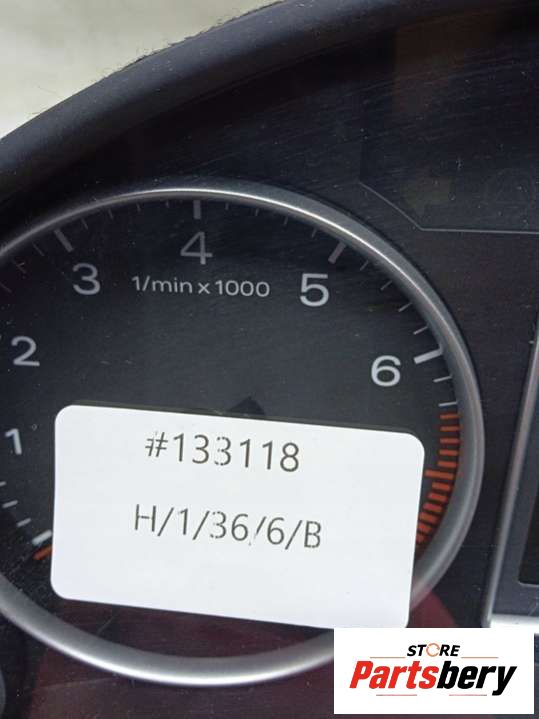 4
3
1/min x 1000
5
2
6
1
#133118
H/1/36/6/B
STORE
Partsbery